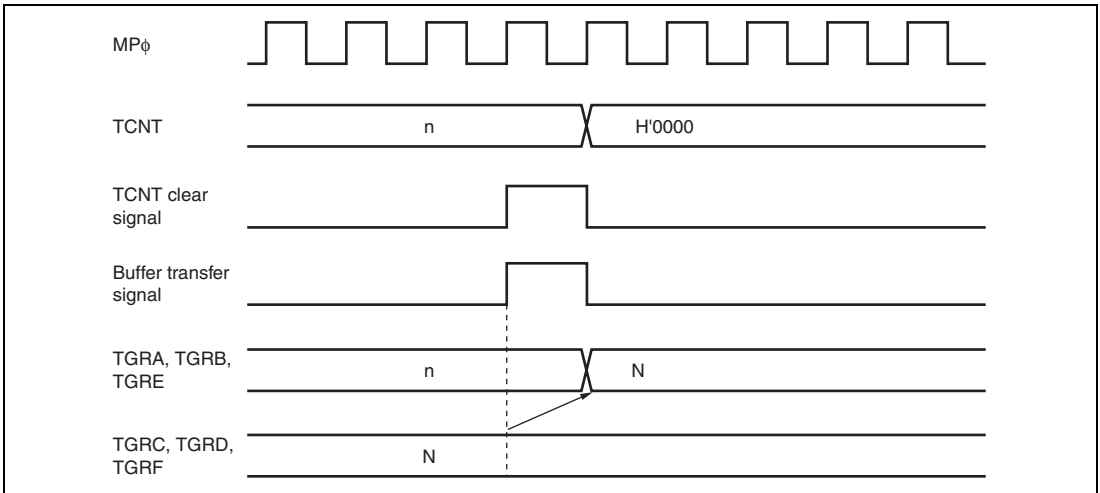 MPϕ
TCNT
n
H'0000
TCNT clear
signal
Buffer transfer
signal
TGRA, TGRB,
TGRE
n
N
TGRC, TGRD,
TGRF
N